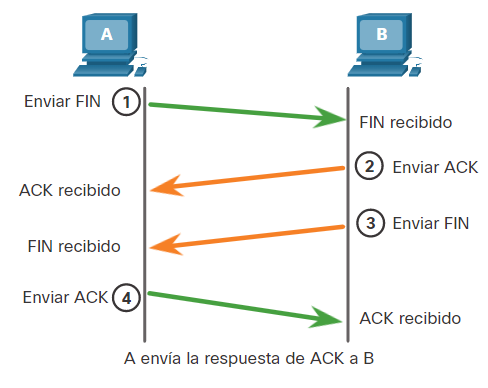 A
B
Enviar FIN 1
FIN recibido
2 Enviar ACK
ACK recibido
3 Enviar FIN
FIN recibido
Enviar ACK 4
ACK recibido
A envía la respuesta de ACK a B